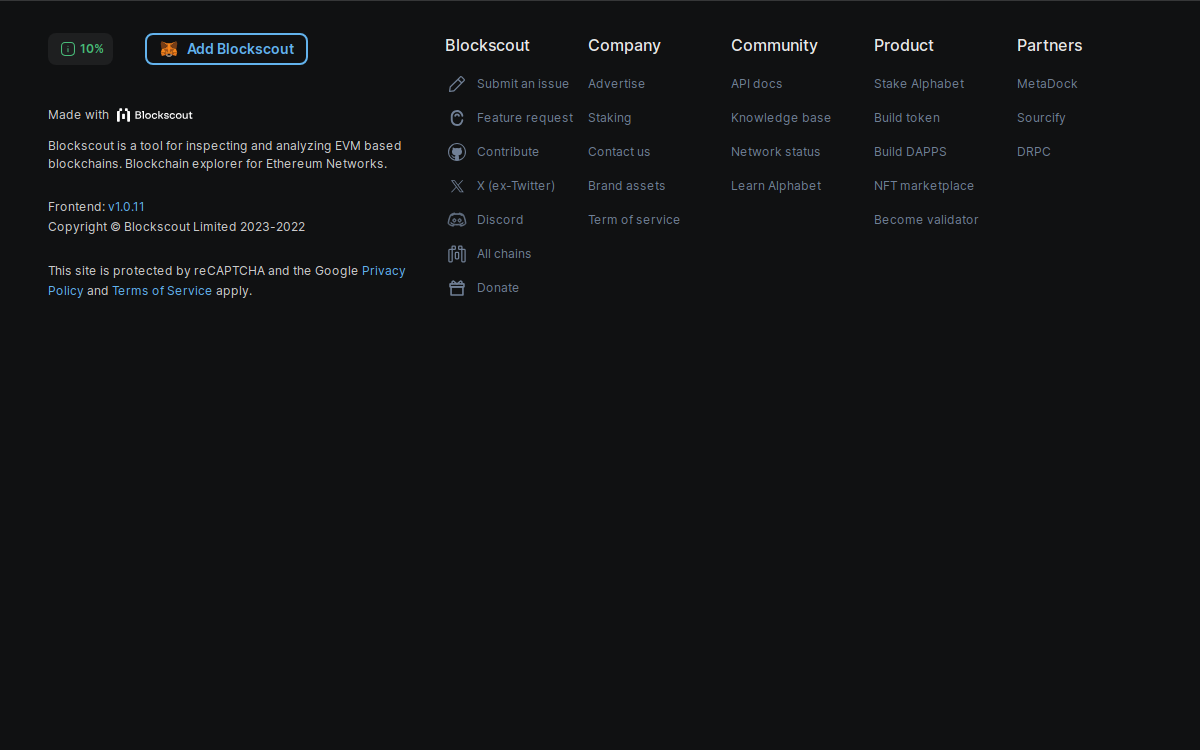 10%
Add Blockscout
Made with Blockscout
Blockscout is a tool for inspecting and analyzing EVM based
blockchains. Blockchain explorer for Ethereum Networks.
Frontend: v1.0.11
Copyright © Blockscout Limited 2023-2022
This site is protected by reCAPTCHA and the Google Privacy
Policy and Terms of Service apply.
Blockscout
Submit an issue
Feature request
Contribute
X (ex-Twitter)
Discord
All chains
Donate
Company
Advertise
Staking
Contact us
Brand assets
Term of service
Community
API docs
Knowledge base
Network status
Learn Alphabet
Product
Stake Alphabet
Build token
Build DAPPS
NFT marketplace
Become validator
Partners
MetaDock
Sourcify
DRPC